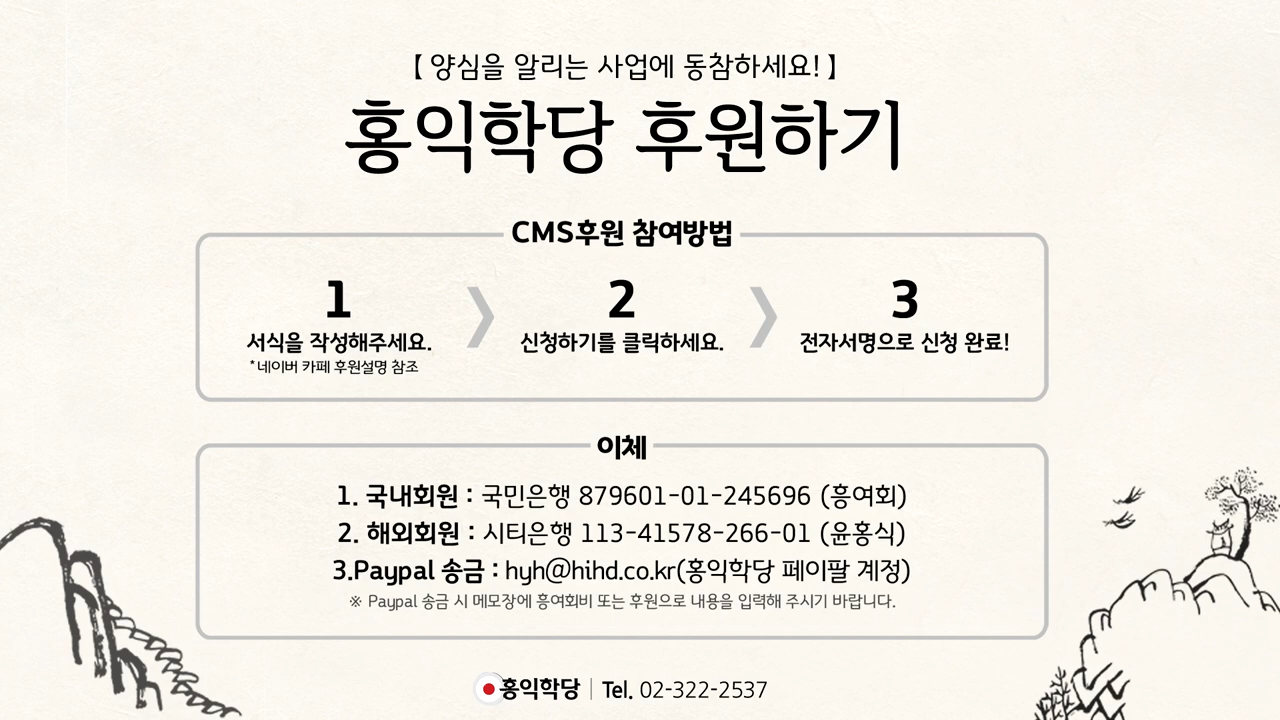 【 양심을 알리는 사업에 동참하세요! 】
홍익학당 후원하기
CMS후원 참여방법
1
서식을 작성해주세요.
*네이버 카페 후원설명 참조
2
신청하기를 클릭하세요.
3
전자서명으로 신청 완료!
이체
1. 국내회원 : 국민은행 879601-01-245696 (흥여회)
2. 해외회원 : 시티은행 113-41578-266-01 (윤홍식)
3.Paypal 송금 : hyh@hihd.co.kr(홍익학당 페이팔 계정)
※ Paypal 송금 시 메모장에 흥여회비 또는 후원으로 내용을 입력해 주시기 바랍니다.
홍익학당 | Tel. 02-322-2537